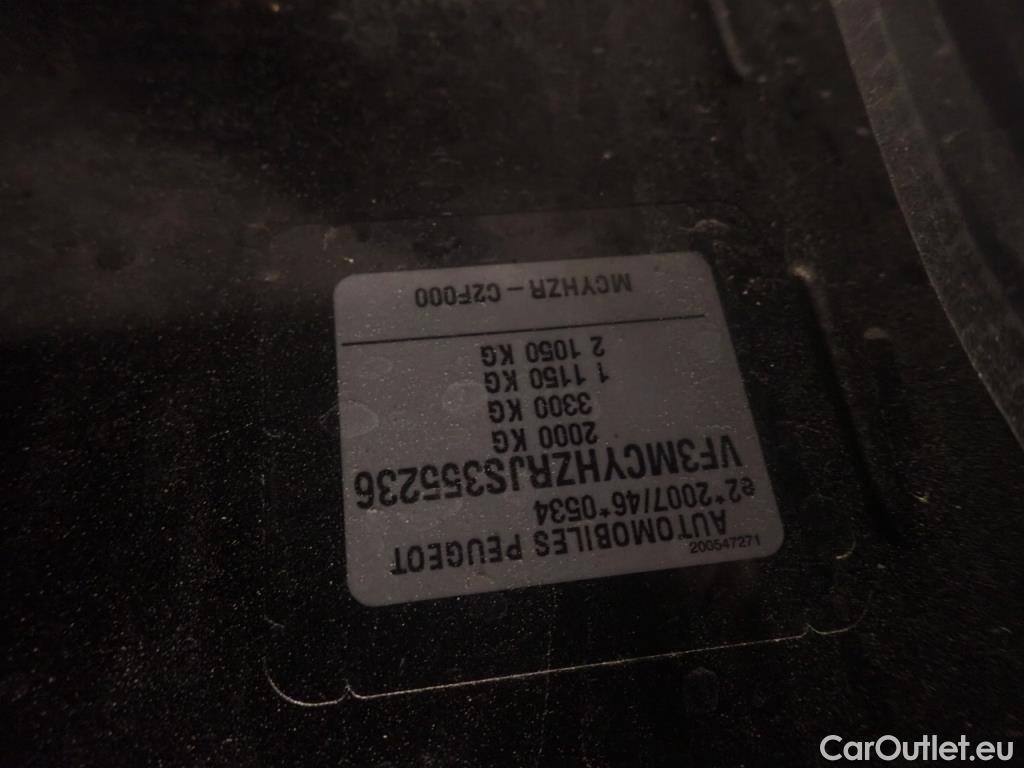 200547271
AUTOMOBILES PEUGEOT
e2*2007/46*0534
VF3MCYHZRJS355236
2000 KG
3300 KG
1 1150 KG
2 1050 KG
MCYHZR - C2F000
CarOutlet.eu